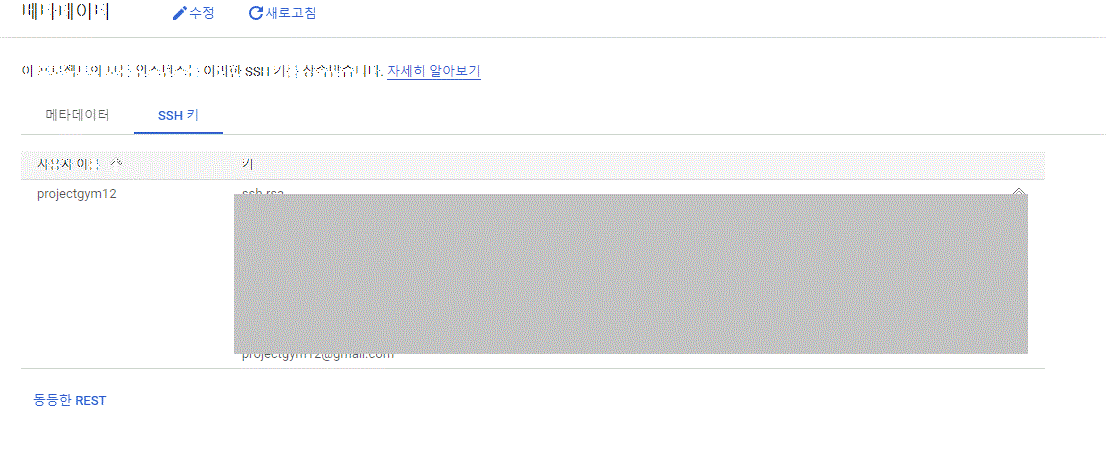 메타데이터 수정 새로고침
이 프로젝트의 모든 인스턴스는 이러한 SSH 키를 상속받습니다. 자세히 알아보기
메타데이터 SSH 키
사용자 이름 키
projectgym12 ssh-rsa
projectgym12@gmail.com
동등한 REST